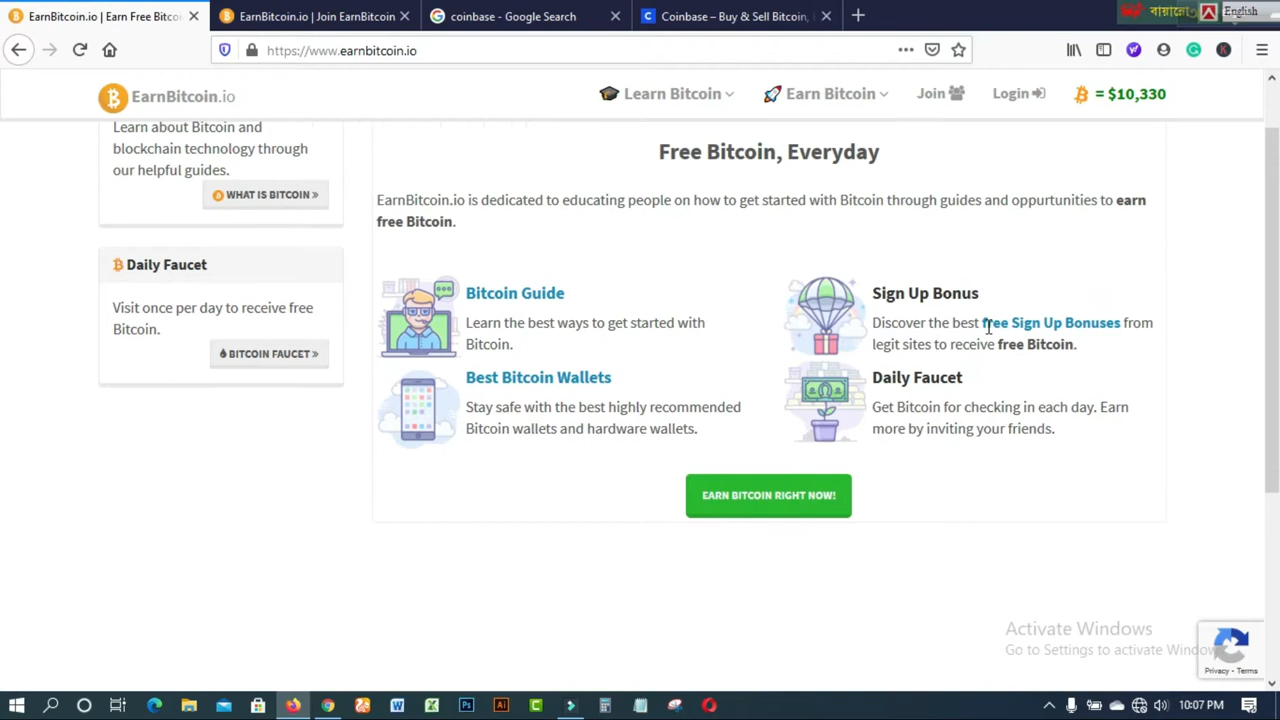 EarnBitcoin.io | Earn Free Bitco
EarnBitcoin.io | Join EarnBitcoin
coinbase - Google Search
Coinbase – Buy & Sell Bitcoin,
English
https://www.earnbitcoin.io
EarnBitcoin.io
Learn Bitcoin
Earn Bitcoin
Join
Login
= $10,330
Learn about Bitcoin and
blockchain technology through
our helpful guides.
WHAT IS BITCOIN »
Daily Faucet
Visit once per day to receive free
Bitcoin.
BITCOIN FAUCET »
Free Bitcoin, Everyday
EarnBitcoin.io is dedicated to educating people on how to get started with Bitcoin through guides and oppurtunities to earn
free Bitcoin.
Bitcoin Guide
Learn the best ways to get started with
Bitcoin.
Best Bitcoin Wallets
Stay safe with the best highly recommended
Bitcoin wallets and hardware wallets.
Sign Up Bonus
Discover the best free Sign Up Bonuses from
legit sites to receive free Bitcoin.
Daily Faucet
Get Bitcoin for checking in each day. Earn
more by inviting your friends.
EARN BITCOIN RIGHT NOW!
Activate Windows
Go to Settings to activate Window
Privacy - Terms
10:07 PM